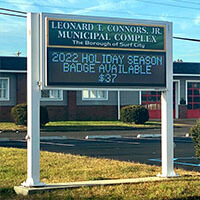 LEONARD T. CONNORS, JR.
MUNICIPAL COMPLEX
The Borough of Surf City
2022 HOLIDAY SEASON
BADGE AVAILABLE
$37